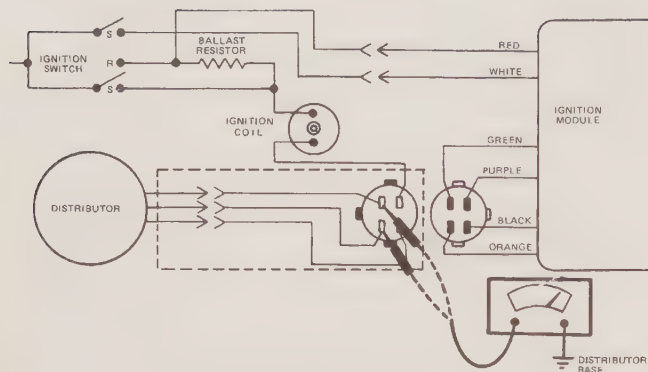 S
BALLAST
RESISTOR
RED
IGNITION
SWITCH
R
WHITE
S
IGNITION
COIL
IGNITION
MODULE
GREEN
PURPLE
DISTRIBUTOR
BLACK
ORANGE
DISTRIBUTOR
BASE